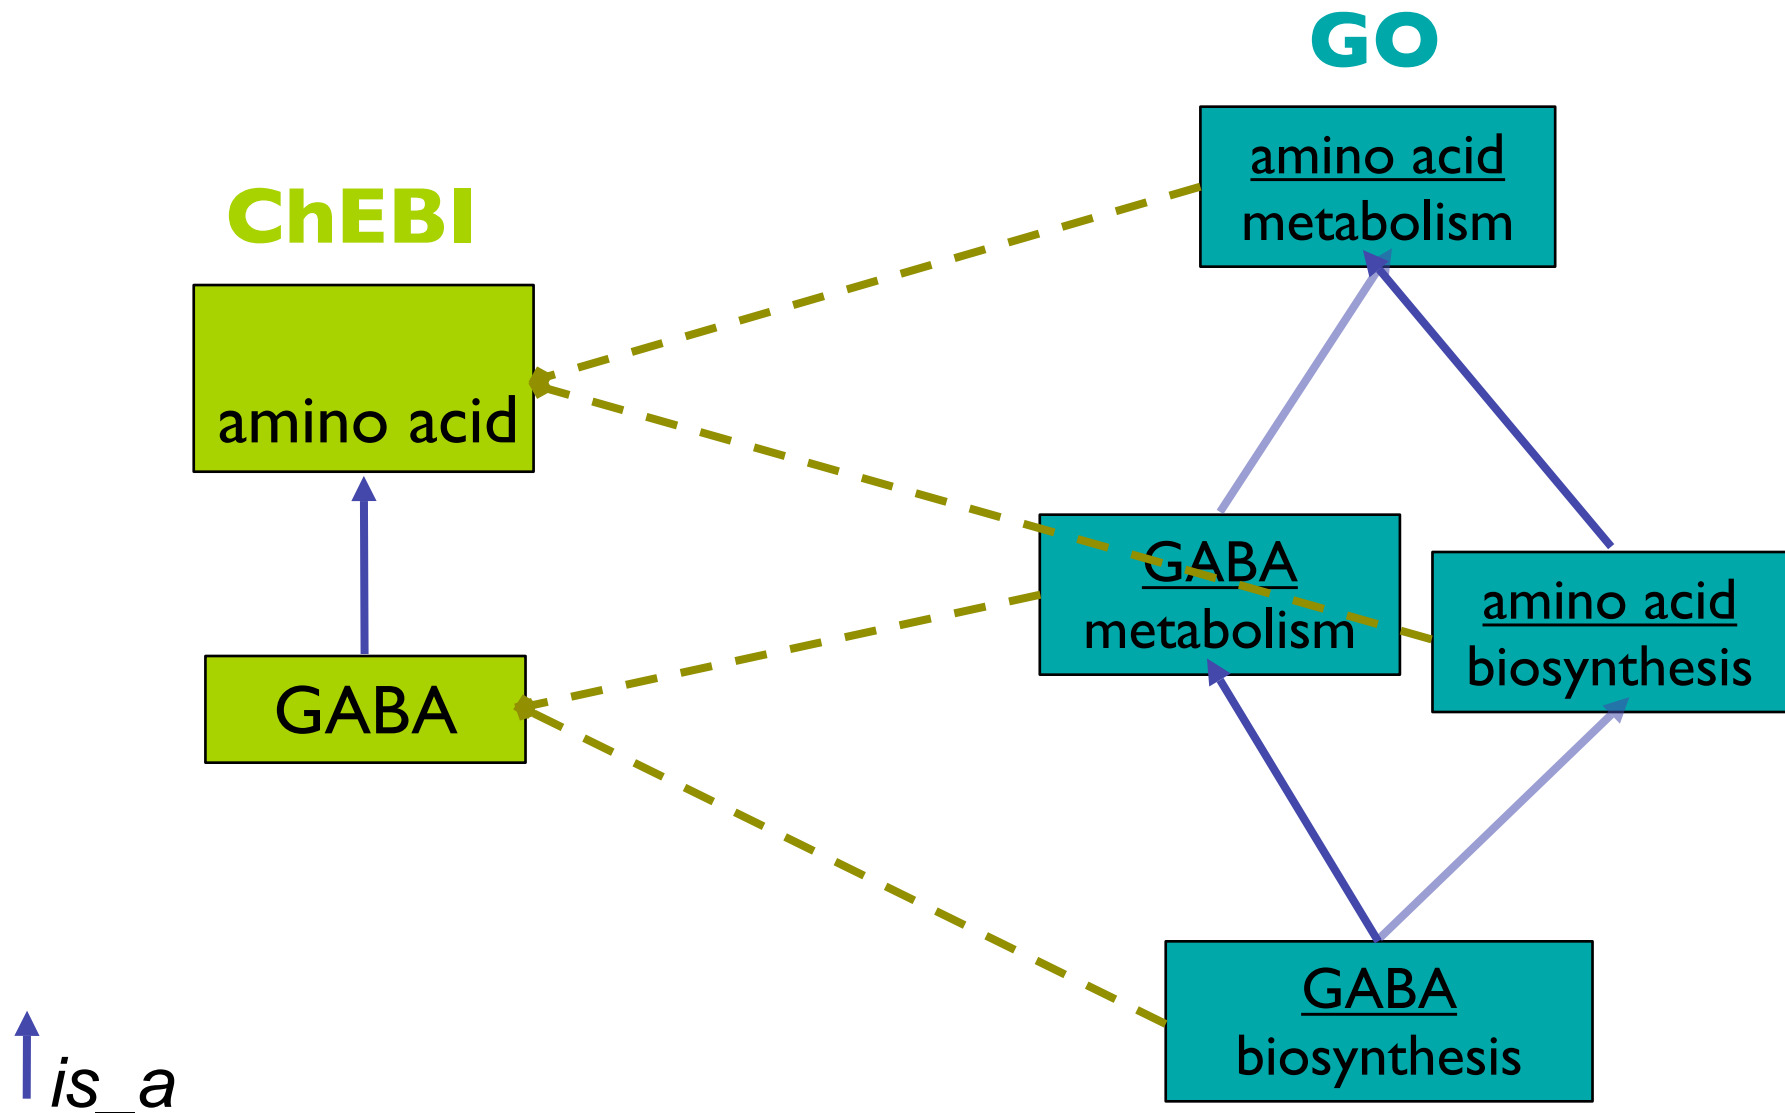 GO
amino acid
metabolism
ChEBI
amino acid
GABA
metabolism
amino acid
biosynthesis
GABA
GABA
biosynthesis
is_a